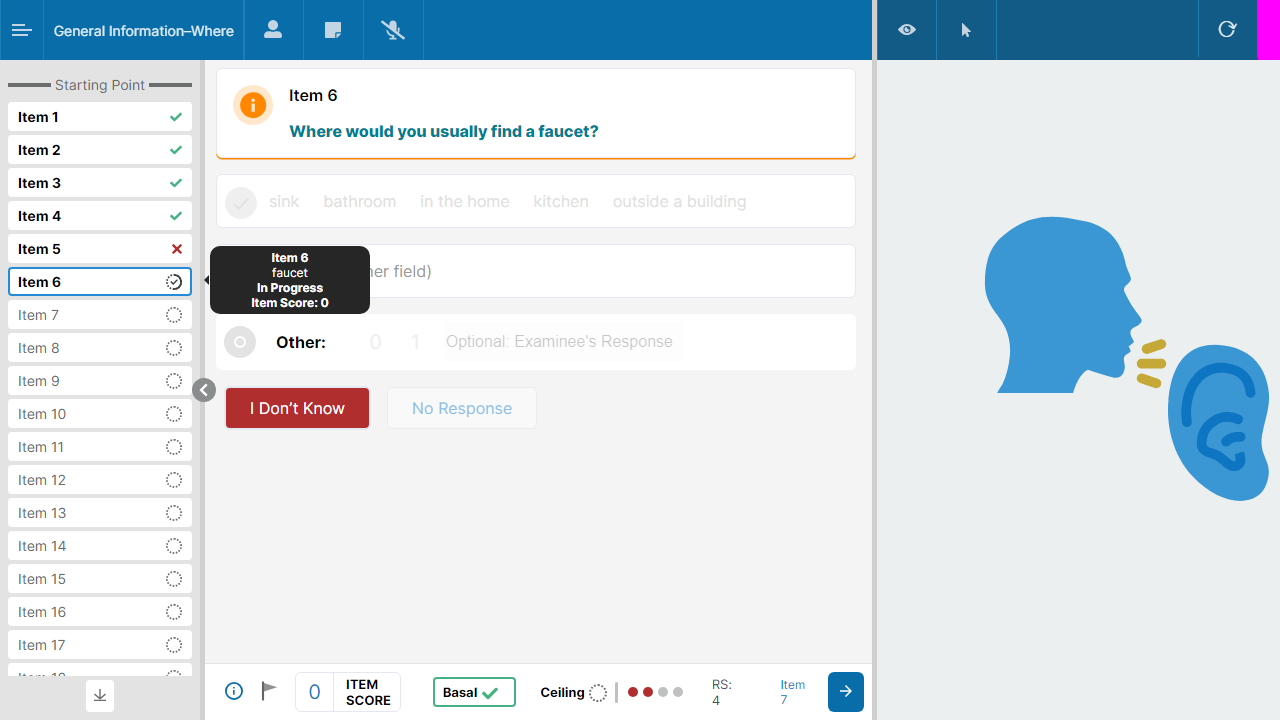 General Information–Where
Starting Point
Item 1
Item 2
Item 3
Item 4
Item 5
Item 6
Item 7
Item 8
Item 9
Item 10
Item 11
Item 12
Item 13
Item 14
Item 15
Item 16
Item 17
Item 6
Where would you usually find a faucet?
sink bathroom in the home kitchen outside a building
Item 6
faucet
In Progress
Item Score: 0
field)
Other: 0 1 Optional: Examinee's Response
I Don't Know No Response
0 ITEM SCORE
Basal
Ceiling
RS: 4
Item 7